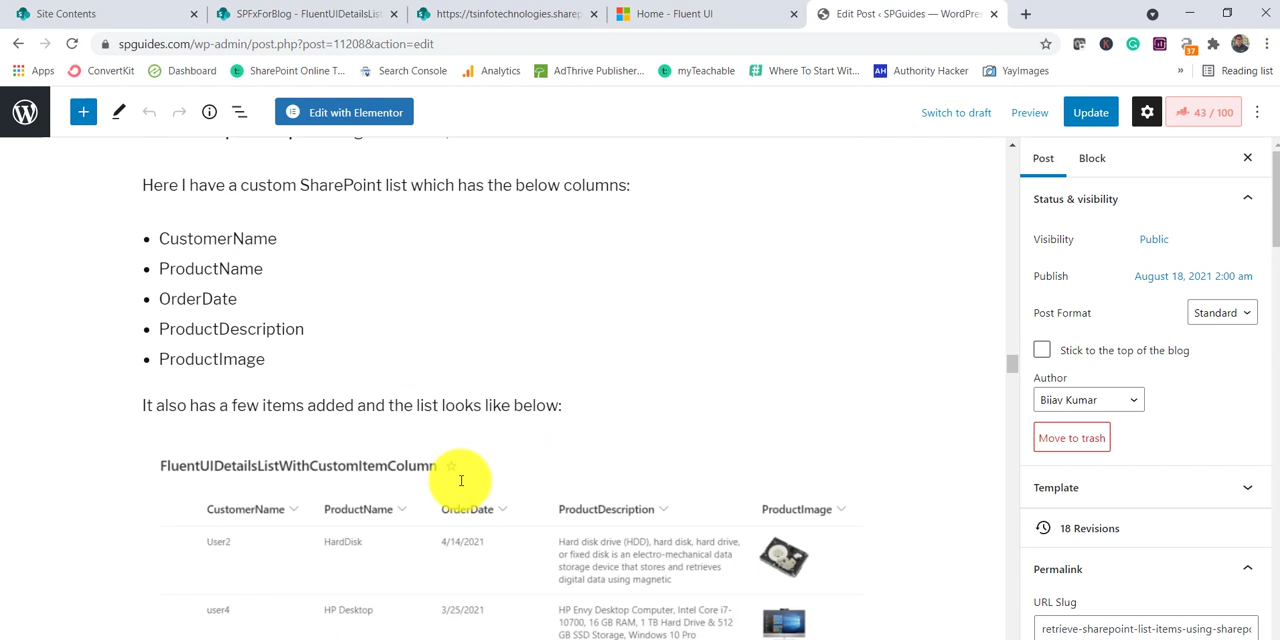 Site Contents
SPFxForBlog - FluentUIDetailsList
https://tsinfotechnologies.sharep
Home - Fluent UI
Edit Post ‹ SPGuides — WordPres
spguides.com/wp-admin/post.php?post=11208&action=edit
37
Apps
ConvertKit
Dashboard
SharePoint Online T...
Search Console
Analytics
AdThrive Publisher...
myTeachable
Where To Start Wit...
AH
Authority Hacker
YayImages
»
Reading list
Edit with Elementor
Switch to draft
Preview
Update
43 / 100
Here I have a custom SharePoint list which has the below columns:
• CustomerName
• ProductName
• OrderDate
• ProductDescription
• ProductImage
It also has a few items added and the list looks like below:
FluentUIDetailsListWithCustomItemColumn
CustomerName ProductName OrderDate ProductDescription ProductImage
User2 HardDisk 4/14/2021 Hard disk drive (HDD), hard disk, hard drive,
or fixed disk is an electro-mechanical data
storage device that stores and retrieves
digital data using magnetic
user4 HP Desktop 3/25/2021 HP Envy Desktop Computer, Intel Core i7-
10700, 16 GB RAM, 1 TB Hard Drive & 512
GB SSD Storage, Windows 10 Pro
Post
Block
Status & visibility
Visibility Public
Publish August 18, 2021 2:00 am
Post Format Standard
Stick to the top of the blog
Author
Bijay Kumar
Move to trash
Template
18 Revisions
Permalink
URL Slug
retrieve-sharepoint-list-items-using-sharepo